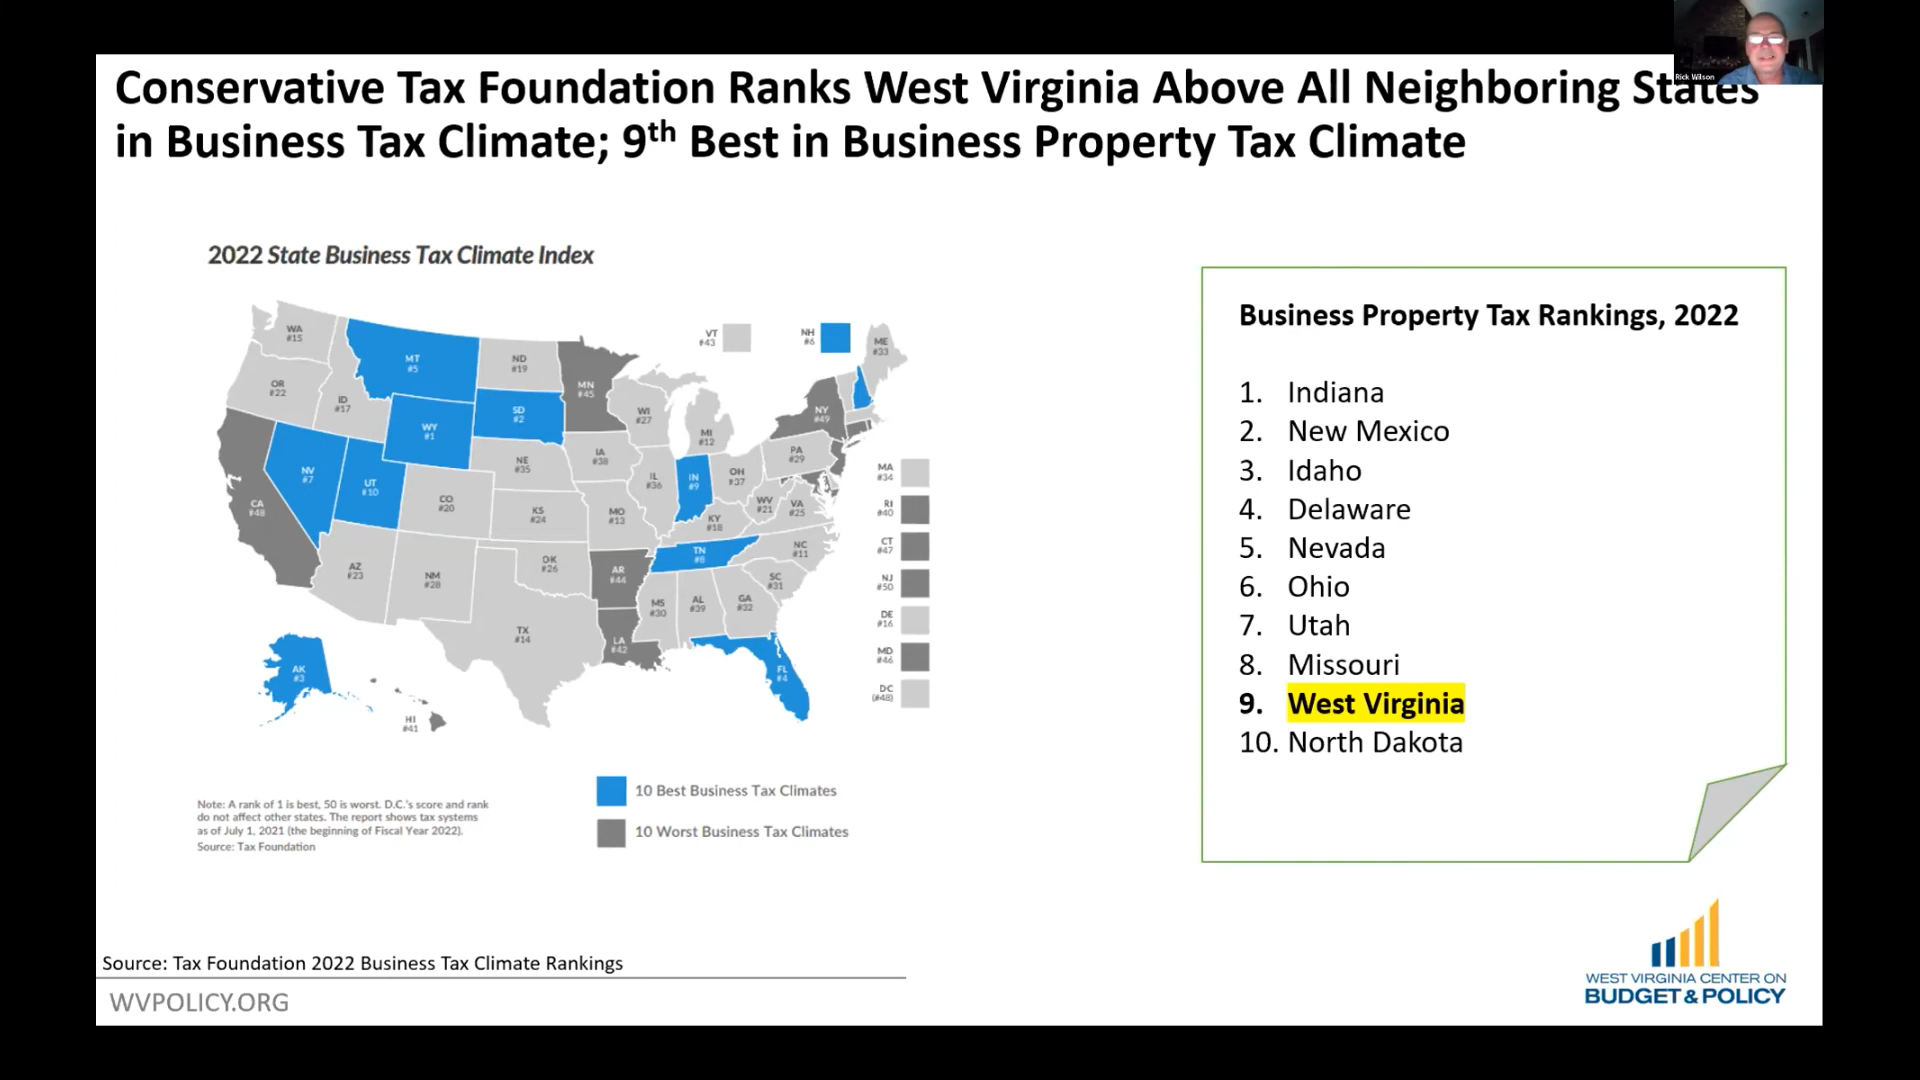 Rick Wilson
Conservative Tax Foundation Ranks West Virginia Above All Neighboring States
in Business Tax Climate; 9th Best in Business Property Tax Climate
2022 State Business Tax Climate Index
WA
#15
MT
#5
ND
#19
MN
#45
VT
#43
NH
#6
ME
#33
OR
#22
ID
#17
WY
#1
SD
#2
WI
#27
MI
#12
NY
#49
NV
#7
UT
#10
CA
#48
CO
#20
NE
#35
IA
#38
IL
#36
IN
#9
OH
#37
PA
#29
KS
#24
MO
#13
KY
#18
WV
#21
VA
#25
AZ
#23
NM
#28
OK
#26
AR
#44
TN
#8
NC
#11
SC
#31
TX
#14
LA
#42
MS
#30
AL
#39
GA
#32
FL
#4
AK
#3
HI
#41
MA
#34
RI
#40
CT
#47
NJ
#50
DE
#16
MD
#46
DC
(#48)
10 Best Business Tax Climates
10 Worst Business Tax Climates
Note: A rank of 1 is best, 50 is worst. D.C.'s score and rank
do not affect other states. The report shows tax systems
as of July 1, 2021 (the beginning of Fiscal Year 2022).
Source: Tax Foundation
Business Property Tax Rankings, 2022
1. Indiana
2. New Mexico
3. Idaho
4. Delaware
5. Nevada
6. Ohio
7. Utah
8. Missouri
9. West Virginia
10. North Dakota
Source: Tax Foundation 2022 Business Tax Climate Rankings
WVPOLICY.ORG
WEST VIRGINIA CENTER ON
BUDGET & POLICY